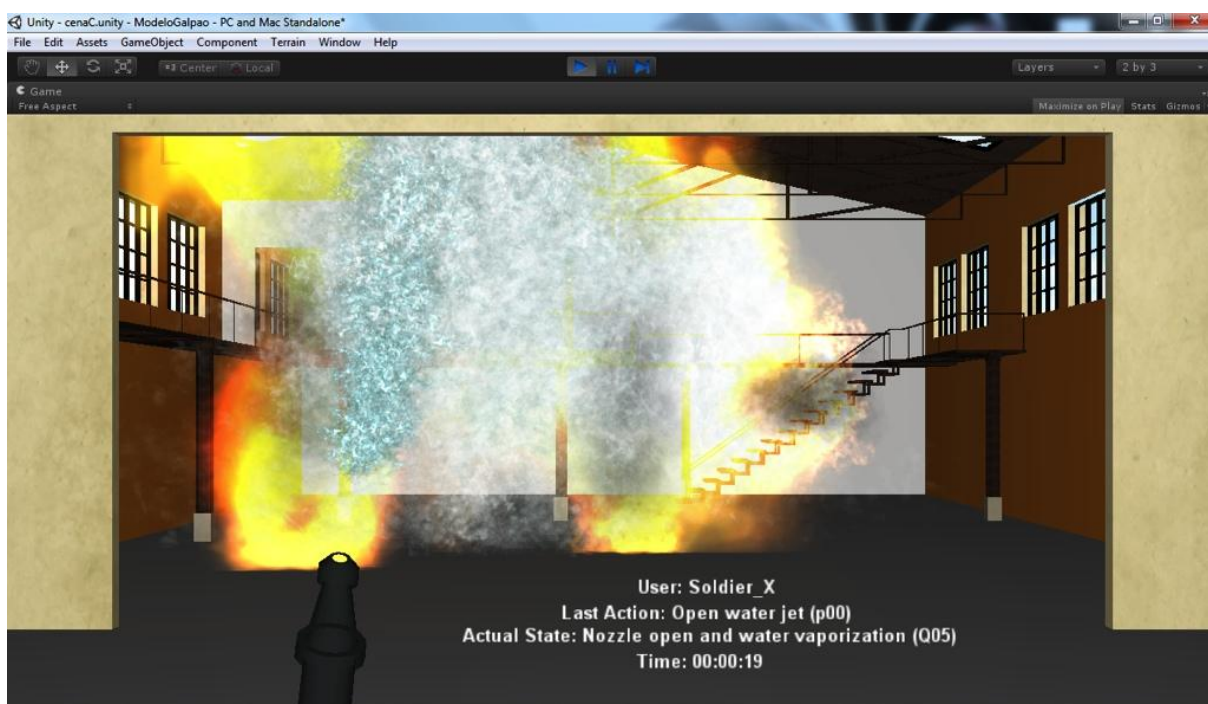 Unity - cenaC.unity - ModeloGalpao - PC and Mac Standalone*
File Edit Assets GameObject Component Terrain Window Help
Center Local Layers 2 by 3
Game
Free Aspect Maximize on Play Stats Gizmos
User: Soldier_X
Last Action: Open water jet (p00)
Actual State: Nozzle open and water vaporization (Q05)
Time: 00:00:19